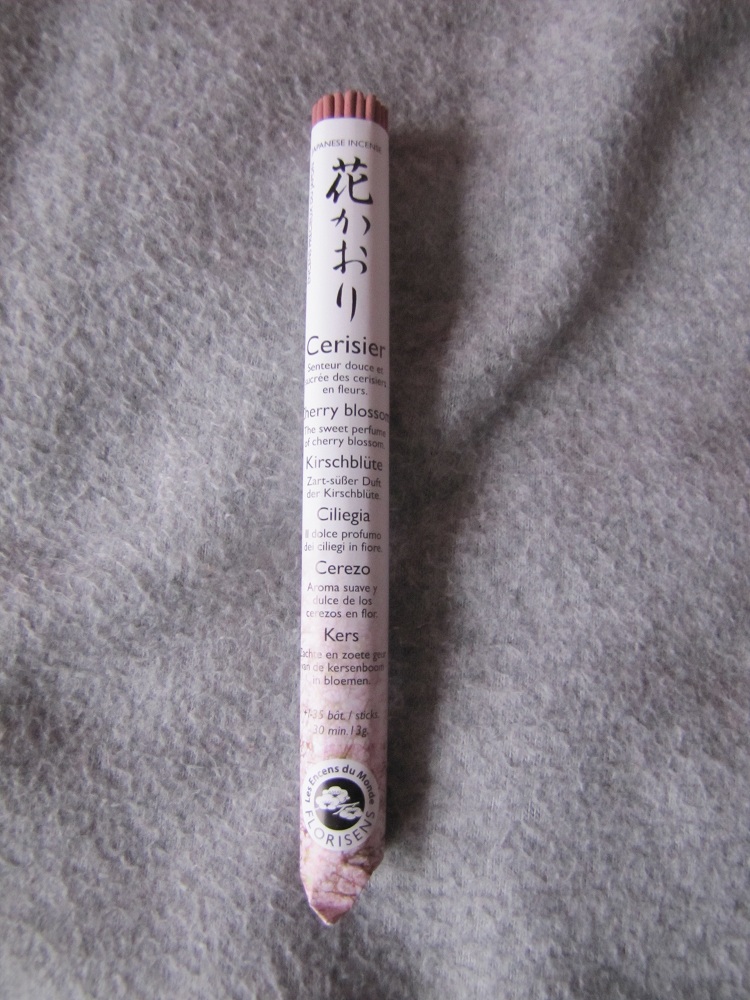 JAPANESE INCENSE
花かおり
Cerisier
Senteur douce et
sucrée des cerisiers
en fleurs.
Cherry blossom
The sweet perfume
of cherry blossom.
Kirschblüte
Zart-süßer Duft
der Kirschblüte.
Ciliegia
Il dolce profumo
dei ciliegi in fiore.
Cerezo
Aroma suave y
dulce de los
cerezos en flor.
Kers
Zachte en zoete geur
van de kersenboom
in bloemen.
+/-35 bât. / sticks.
30 min. 13g.
Les Encens du Monde
FLORISENS